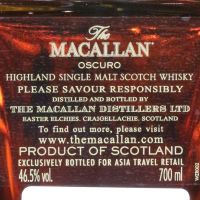 The
MACALLAN
OSCURO
HIGHLAND SINGLE MALT SCOTCH WHISKY
PLEASE SAVOUR RESPONSIBLY
DISTILLED AND BOTTLED BY
THE MACALLAN DISTILLERS LTD
EASTER ELCHIES, CRAIGELLACHIE, SCOTLAND
To find out more, please visit
www.themacallan.com
PRODUCT OF SCOTLAND
EXCLUSIVELY BOTTLED FOR ASIA TRAVEL RETAIL
46.5%vol. 700 ml